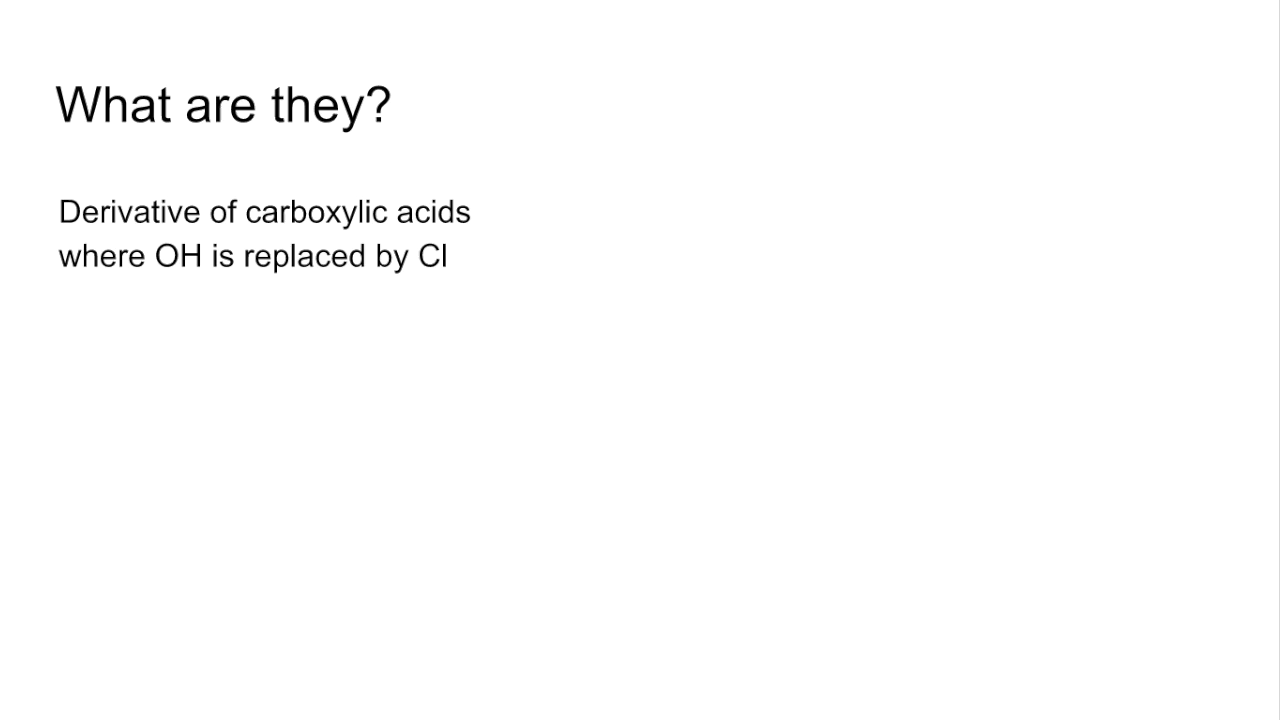 What are they?
Derivative of carboxylic acids
where OH is replaced by Cl